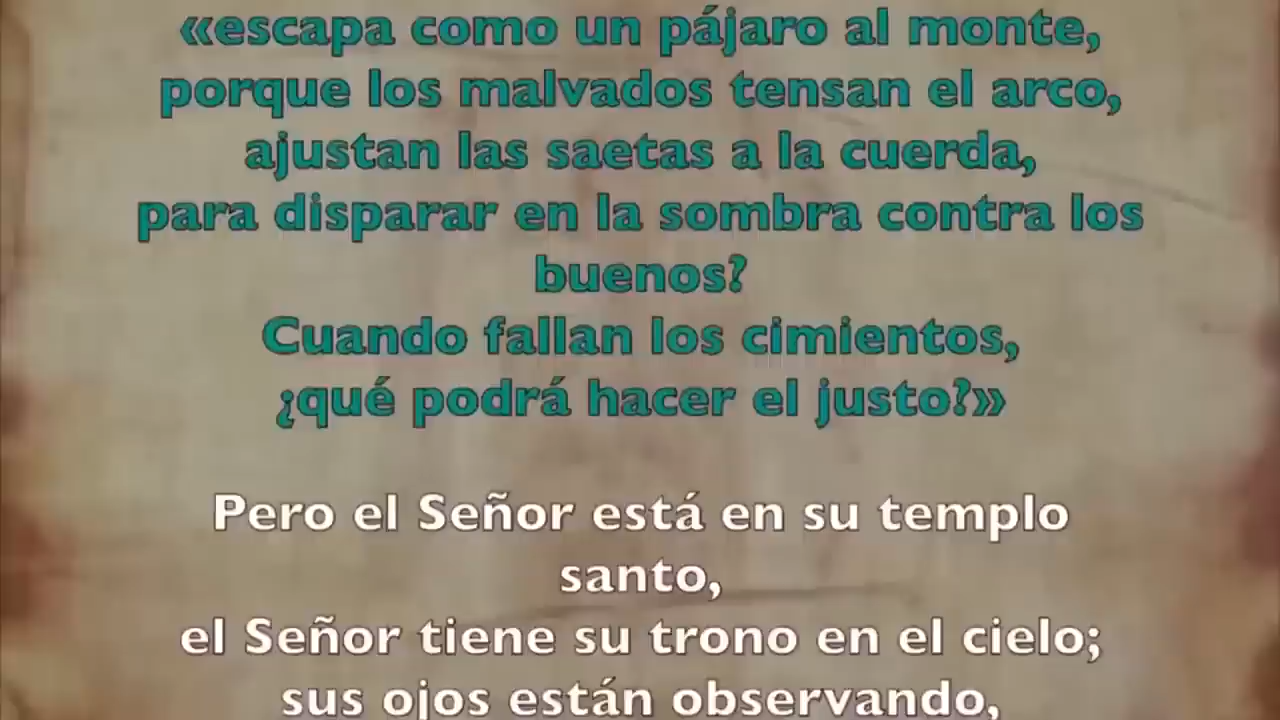 «escapa como un pájaro al monte,
porque los malvados tensan el arco,
ajustan las saetas a la cuerda,
para disparar en la sombra contra los
buenos?
Cuando fallan los cimientos,
¿qué podrá hacer el justo?»
Pero el Señor está en su templo
santo,
el Señor tiene su trono en el cielo;
sus ojos están observando,